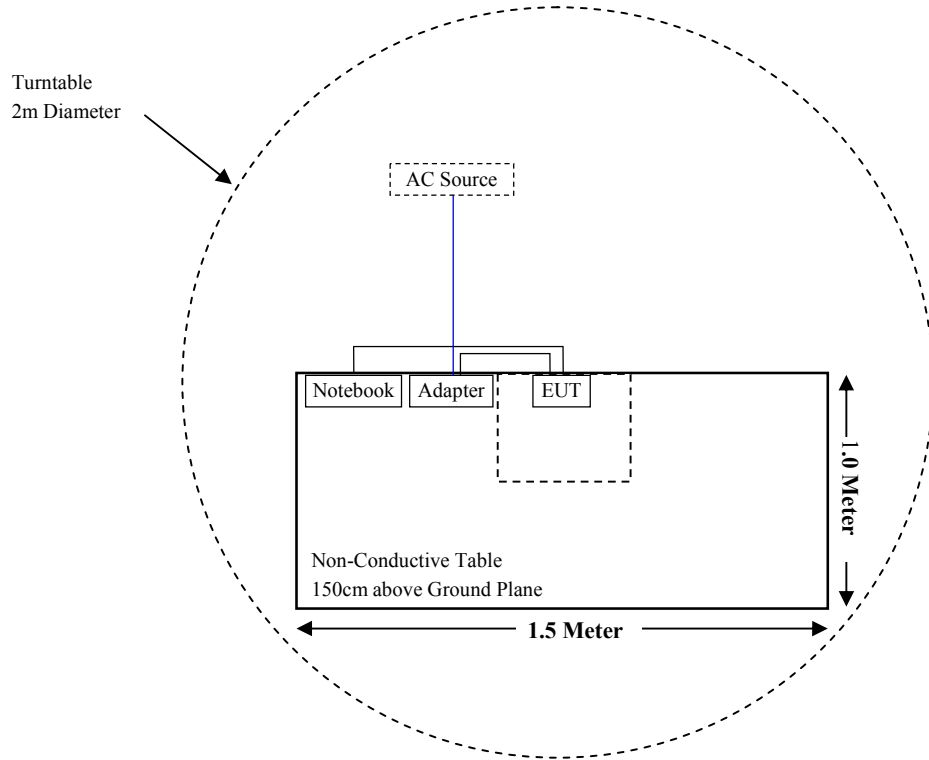 Turntable
2m Diameter
AC Source
Notebook
Adapter
EUT
1.0 Meter
Non-Conductive Table
150cm above Ground Plane
1.5 Meter